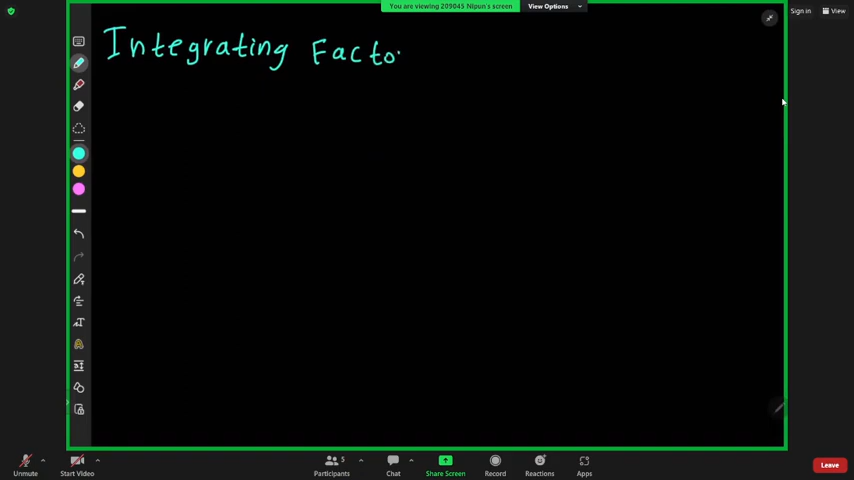 You are viewing 209045 Nipun's screen View Options
Sign in View
Integrating Facto
Unmute Start Video Participants 5 Chat Share Screen Record Reactions Apps Leave